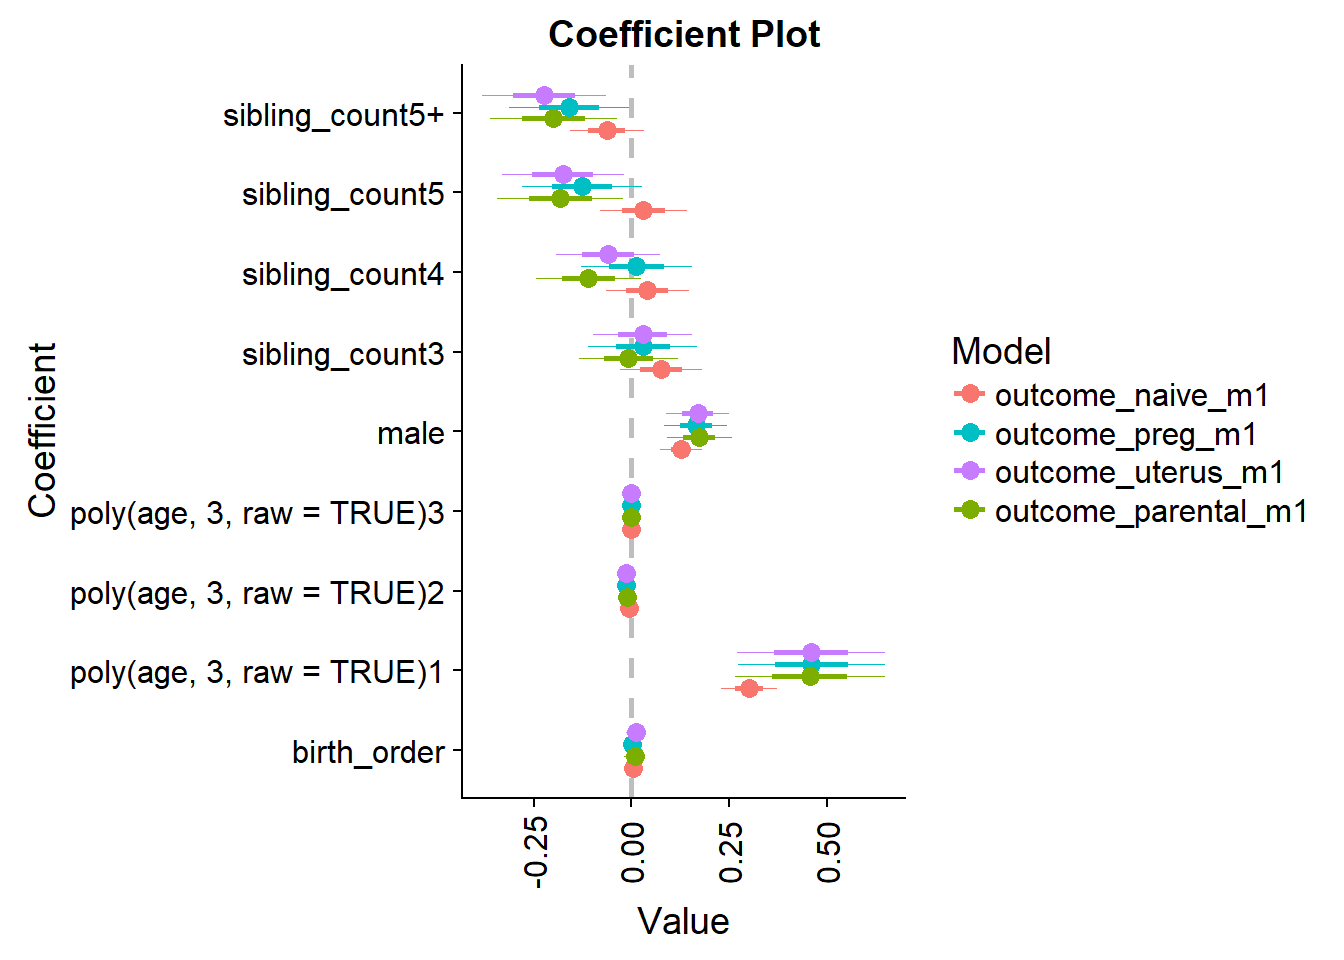 Coefficient Plot
Coefficient
sibling_count5+
sibling_count5
sibling_count4
sibling_count3
male
poly(age, 3, raw = TRUE)3
poly(age, 3, raw = TRUE)2
poly(age, 3, raw = TRUE)1
birth_order
-0.25
0.00
0.25
0.50
Value
Model
outcome_naive_m1
outcome_preg_m1
outcome_uterus_m1
outcome_parental_m1